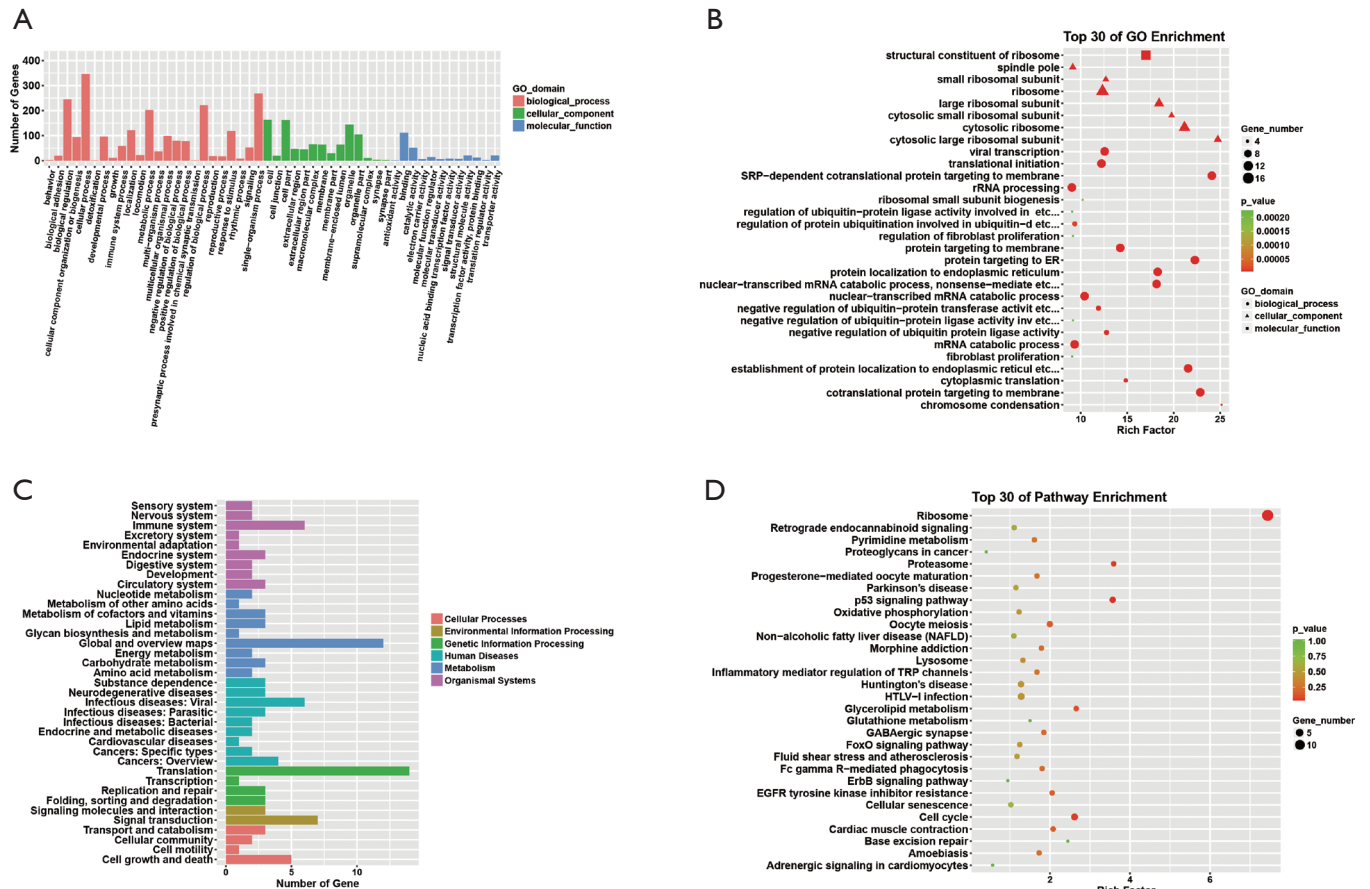 A
Number of Genes
400
300
200
100
0
behavior
biological adhesion
biological regulation
cellular component organization or biogenesis
cellular process
detoxification
developmental process
growth
immune system process
localization
locomotion
metabolic process
multi-organism process
multicellular organismal process
negative regulation of biological process
positive regulation of biological process
presynaptic process involved in chemical synaptic transmission
regulation of biological process
reproduction
reproductive process
response to stimulus
rhythmic process
signaling
single-organism process
cell
cell junction
cell part
extracellular region
extracellular region part
macromolecular complex
membrane
membrane part
membrane-enclosed lumen
organelle
organelle part
supramolecular complex
synapse
synapse part
antioxidant activity
binding
catalytic activity
electron carrier activity
molecular function regulator
molecular transducer activity
nucleic acid binding transcription factor activity
signal transducer activity
structural molecule activity
transcription factor activity, protein binding
translation regulator activity
transporter activity
GO_domain
biological_process
cellular_component
molecular_function
B
Top 30 of GO Enrichment
structural constituent of ribosome
spindle pole
small ribosomal subunit
ribosome
large ribosomal subunit
cytosolic small ribosomal subunit
cytosolic ribosome
cytosolic large ribosomal subunit
viral transcription
translational initiation
SRP-dependent cotranslational protein targeting to membrane
rRNA processing
ribosomal small subunit biogenesis
regulation of ubiquitin-protein ligase activity involved in etc...
regulation of protein ubiquitination involved in ubiquitin-d etc...
regulation of fibroblast proliferation
protein targeting to membrane
protein targeting to ER
protein localization to endoplasmic reticulum
nuclear-transcribed mRNA catabolic process, nonsense-mediate etc...
nuclear-transcribed mRNA catabolic process
negative regulation of ubiquitin-protein transferase activit etc...
negative regulation of ubiquitin-protein ligase activity inv etc...
negative regulation of ubiquitin protein ligase activity
mRNA catabolic process
fibroblast proliferation
establishment of protein localization to endoplasmic reticul etc...
cytoplasmic translation
cotranslational protein targeting to membrane
chromosome condensation
10 15 20 25
Rich Factor
Gene_number
4
8
12
16
p_value
0.00020
0.00015
0.00010
0.00005
GO_domain
biological_process
cellular_component
molecular_function
C
Sensory system
Nervous system
Immune system
Excretory system
Environmental adaptation
Endocrine system
Digestive system
Development
Circulatory system
Nucleotide metabolism
Metabolism of other amino acids
Metabolism of cofactors and vitamins
Lipid metabolism
Glycan biosynthesis and metabolism
Global and overview maps
Energy metabolism
Carbohydrate metabolism
Amino acid metabolism
Substance dependence
Neurodegenerative diseases
Infectious diseases: Viral
Infectious diseases: Parasitic
Infectious diseases: Bacterial
Endocrine and metabolic diseases
Cardiovascular diseases
Cancers: Specific types
Cancers: Overview
Translation
Transcription
Replication and repair
Folding, sorting and degradation
Signaling molecules and interaction
Signal transduction
Transport and catabolism
Cellular community
Cell motility
Cell growth and death
0 5 10
Number of Gene
Cellular Processes
Environmental Information Processing
Genetic Information Processing
Human Diseases
Metabolism
Organismal Systems
D
Top 30 of Pathway Enrichment
Ribosome
Retrograde endocannabinoid signaling
Pyrimidine metabolism
Proteoglycans in cancer
Proteasome
Progesterone-mediated oocyte maturation
Parkinson's disease
p53 signaling pathway
Oxidative phosphorylation
Oocyte meiosis
Non-alcoholic fatty liver disease (NAFLD)
Morphine addiction
Lysosome
Inflammatory mediator regulation of TRP channels
Huntington's disease
HTLV-I infection
Glycerolipid metabolism
Glutathione metabolism
GABAergic synapse
FoxO signaling pathway
Fluid shear stress and atherosclerosis
Fc gamma R-mediated phagocytosis
ErbB signaling pathway
EGFR tyrosine kinase inhibitor resistance
Cellular senescence
Cell cycle
Cardiac muscle contraction
Base excision repair
Amoebiasis
Adrenergic signaling in cardiomyocytes
2 4 6
Rich Factor
p_value
1.00
0.75
0.50
0.25
Gene_number
5
10